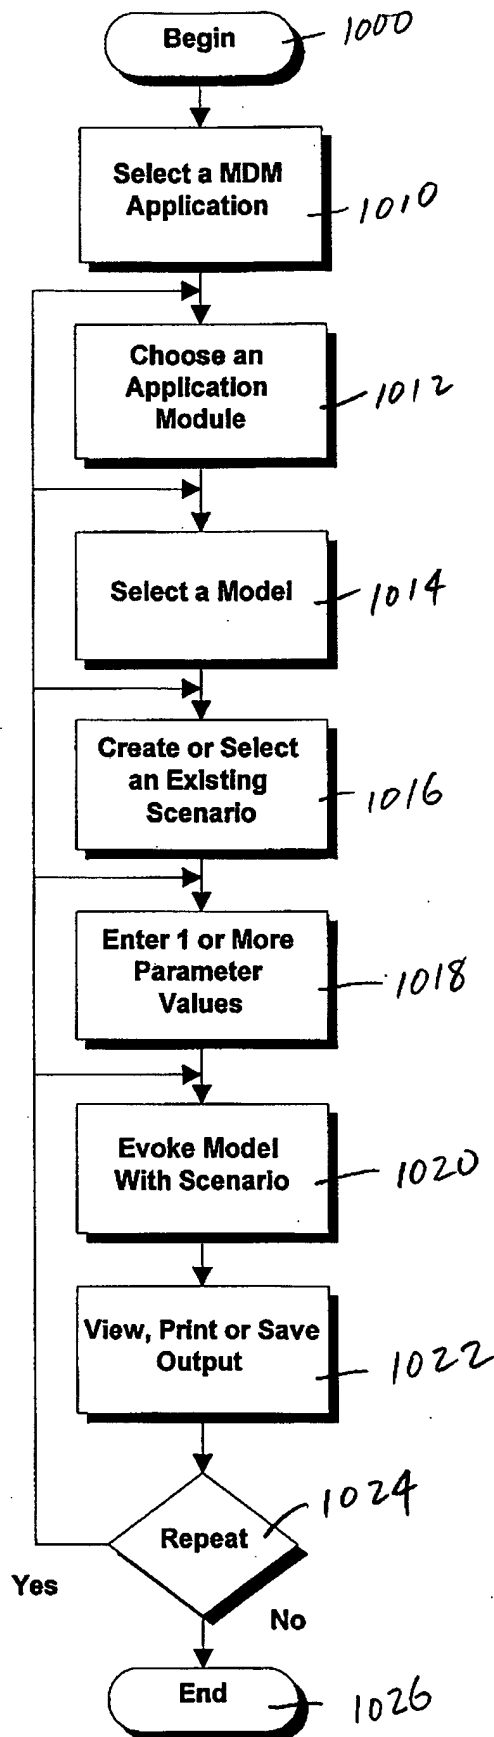 Begin
1000
Select a MDM
Application
1010
Choose an
Application
Module
1012
Select a Model
1014
Create or Select
an Existing
Scenario
1016
Enter 1 or More
Parameter
Values
1018
Evoke Model
With Scenario
1020
View, Print or Save
Output
1022
Repeat
1024
Yes
No
End
1026